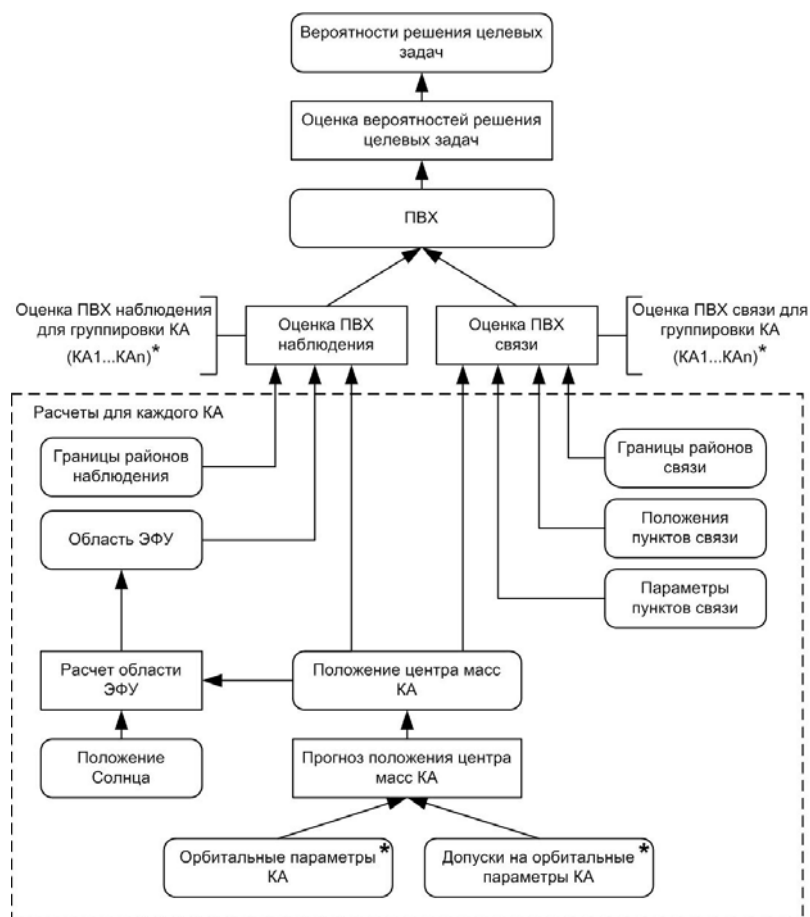 Вероятности решения целевых
задач
Оценка вероятностей решения
целевых задач
ПВХ
Оценка ПВХ наблюдения
для группировки КА
(КА1...КАn)*
Оценка ПВХ
наблюдения
Оценка ПВХ
связи
Оценка ПВХ связи для
группировки КА
(КА1...КАn)*
Расчеты для каждого КА
Границы районов
наблюдения
Границы районов
связи
Область ЭФУ
Положения
пунктов связи
Параметры
пунктов связи
Расчет области
ЭФУ
Положение центра масс
КА
Положение
Солнца
Прогноз положения центра
масс КА
Орбитальные параметры *
КА
Допуски на орбитальные *
параметры КА